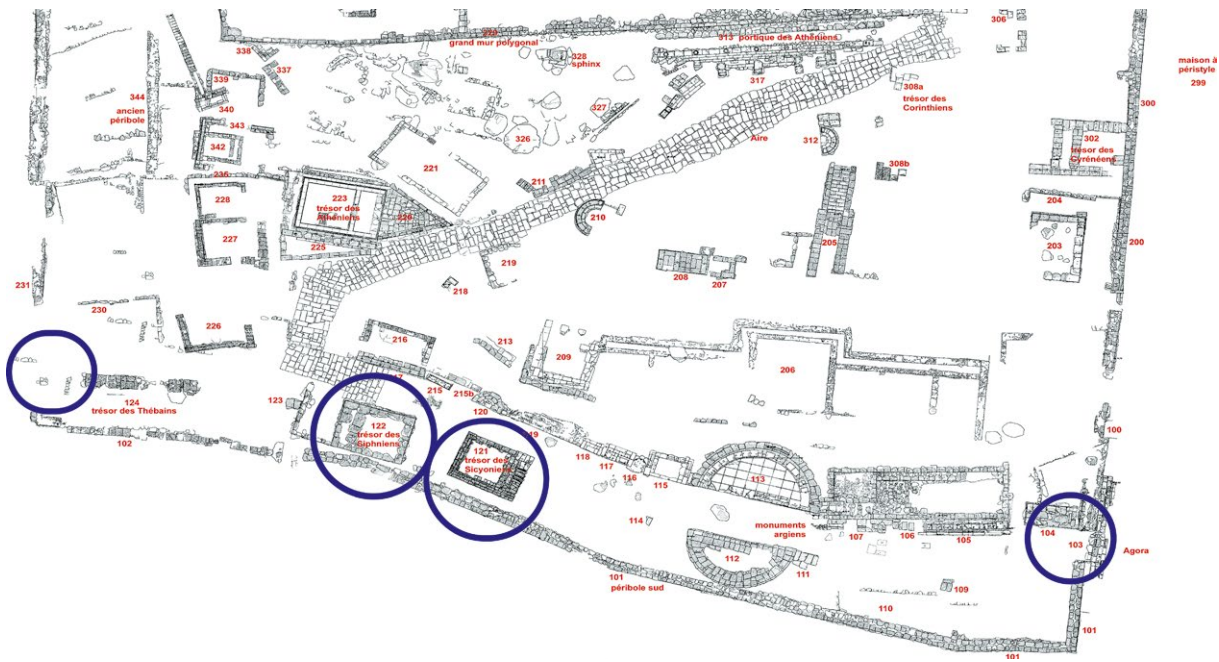 329
grand mur polygonal
313 portique des Athéniens
306
338
337
328
sphinx
317
308a
trésor des
Corinthiens
maison à
péristyle
299
339
340
344
ancien
péribole
343
342
327
326
Aire
312
300
302
trésor des
Cyrénéens
236
228
223
trésor des
Athéniens
221
211
308b
204
227
225
210
205
203
200
219
208
207
218
231
230
226
216
213
209
206
215
215b
124
trésor des Thébains
123
122
trésor des
Siphniens
120
100
102
121
trésor des
Sicyoniens
118
117
116
115
113
114
monuments
argiens
107
106
105
104
103
Agora
112
111
101
péribole sud
109
110
101
101